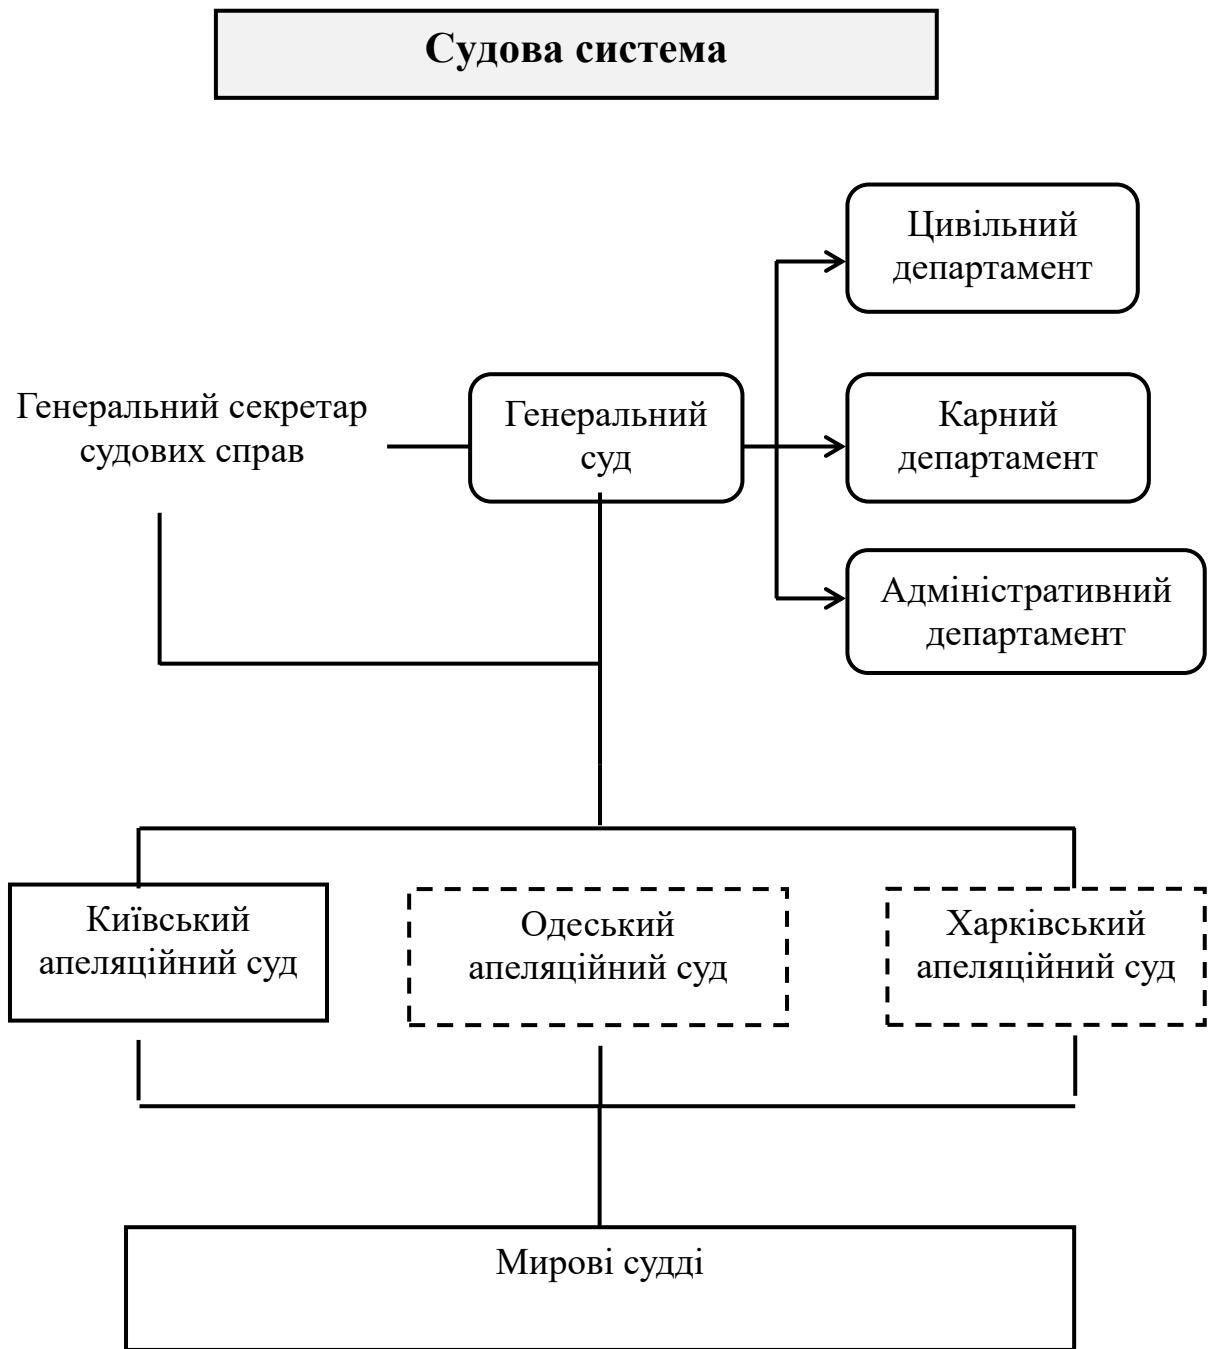 Судова система
Цивільний
департамент
Генеральний секретар
судових справ
Генеральний
суд
Карний
департамент
Адміністративний
департамент
Київський
апеляційний суд
Одеський
апеляційний суд
Харківський
апеляційний суд
Мирові судді